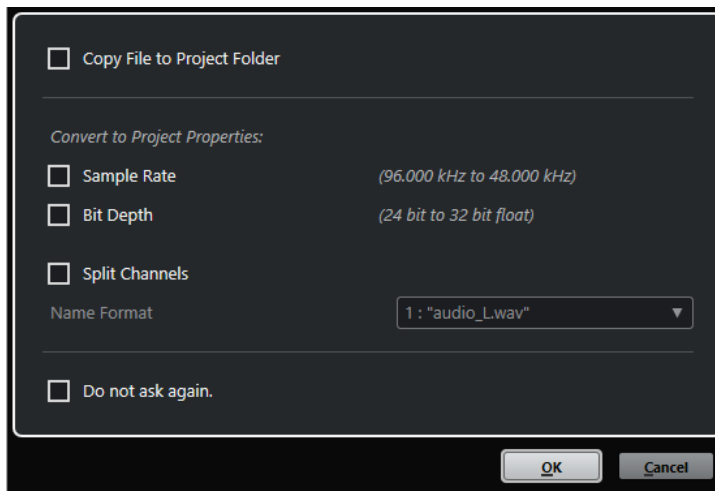 Copy File to Project Folder
Convert to Project Properties:
Sample Rate (96.000 kHz to 48.000 kHz)
Bit Depth (24 bit to 32 bit float)
Split Channels
Name Format 1 : "audio_L.wav"
Do not ask again.
OK Cancel